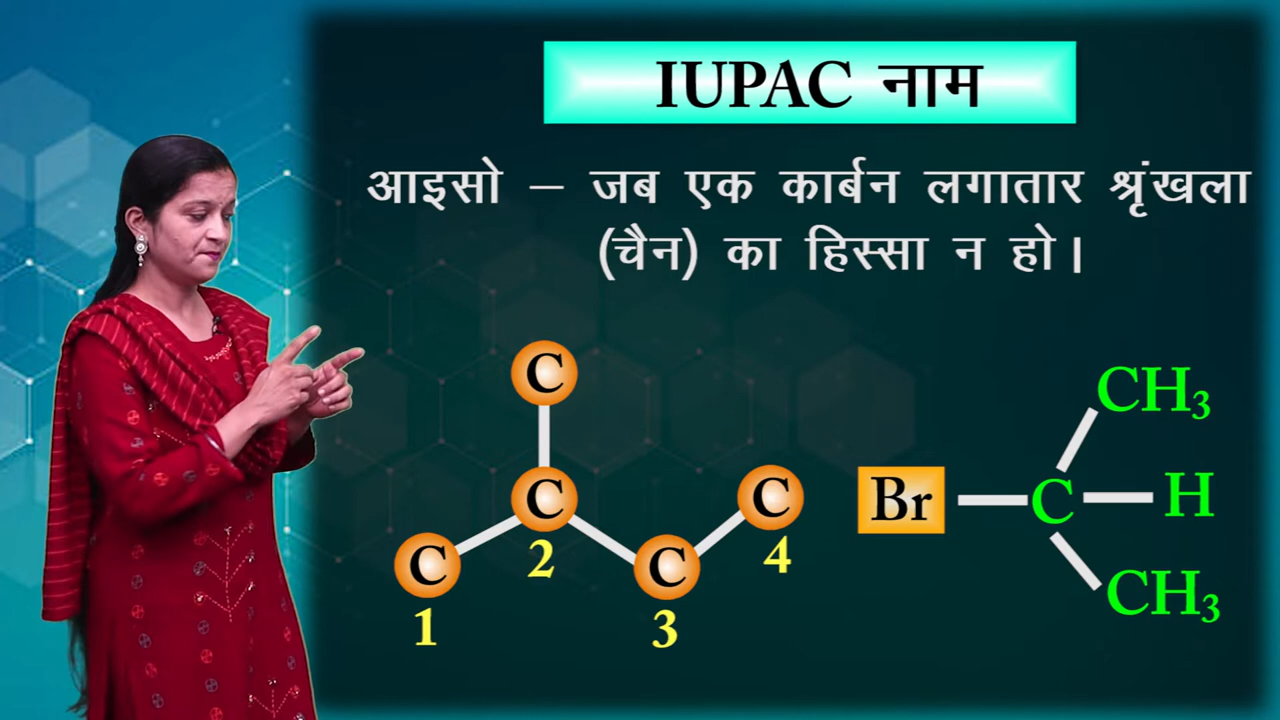 IUPAC नाम
आइसो – जब एक कार्बन लगातार श्रृंखला
(चैन) का हिस्सा न हो।
C
C
C
C
C
1
2
3
4
CH₃
Br
C
H
CH₃